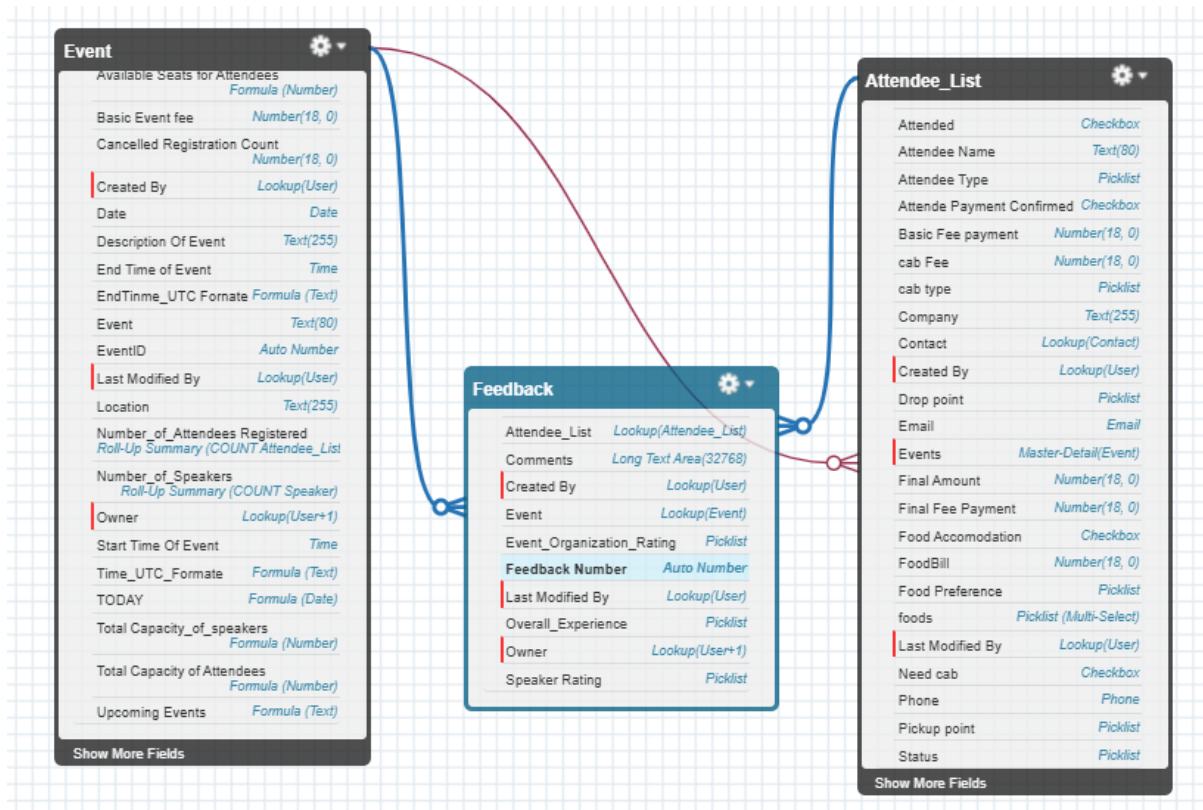 Event
Available Seats for Attendees
Formula (Number)
Basic Event fee Number(18, 0)
Cancelled Registration Count
Number(18, 0)
Created By Lookup(User)
Date Date
Description Of Event Text(255)
End Time of Event Time
EndTinme_UTC Fornate Formula (Text)
Event Text(80)
EventID Auto Number
Last Modified By Lookup(User)
Location Text(255)
Number_of_Attendees Registered
Roll-Up Summary (COUNT Attendee_List
Number_of_Speakers
Roll-Up Summary (COUNT Speaker)
Owner Lookup(User+1)
Start Time Of Event Time
Time_UTC_Formate Formula (Text)
TODAY Formula (Date)
Total Capacity_of_speakers
Formula (Number)
Total Capacity of Attendees
Formula (Number)
Upcoming Events Formula (Text)
Show More Fields
Feedback
Attendee_List Lookup(Attendee_List)
Comments Long Text Area(32768)
Created By Lookup(User)
Event Lookup(Event)
Event_Organization_Rating Picklist
Feedback Number Auto Number
Last Modified By Lookup(User)
Overall_Experience Picklist
Owner Lookup(User+1)
Speaker Rating Picklist
Attendee_List
Attended Checkbox
Attendee Name Text(80)
Attendee Type Picklist
Attende Payment Confirmed Checkbox
Basic Fee payment Number(18, 0)
cab Fee Number(18, 0)
cab type Picklist
Company Text(255)
Contact Lookup(Contact)
Created By Lookup(User)
Drop point Picklist
Email Email
Events Master-Detail(Event)
Final Amount Number(18, 0)
Final Fee Payment Number(18, 0)
Food Accomodation Checkbox
FoodBill Number(18, 0)
Food Preference Picklist
foods Picklist (Multi-Select)
Last Modified By Lookup(User)
Need cab Checkbox
Phone Phone
Pickup point Picklist
Status Picklist
Show More Fields